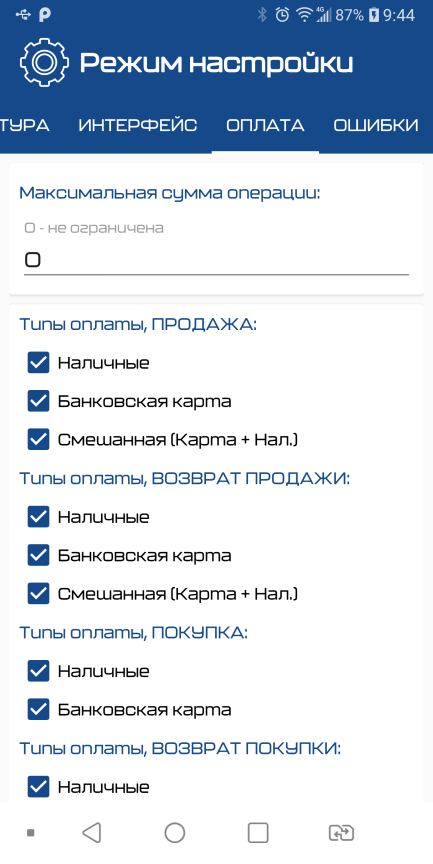 4G 87% 9:44
Режим настройки
ТУРА ИНТЕРФЕЙС ОПЛАТА ОШИБКИ
Максимальная сумма операции:
0 - не ограничена
0
Типы оплаты, ПРОДАЖА:
Наличные
Банковская карта
Смешанная (Карта + Нал.)
Типы оплаты, ВОЗВРАТ ПРОДАЖИ:
Наличные
Банковская карта
Смешанная (Карта + Нал.)
Типы оплаты, ПОКУПКА:
Наличные
Банковская карта
Типы оплаты, ВОЗВРАТ ПОКУПКИ:
Наличные